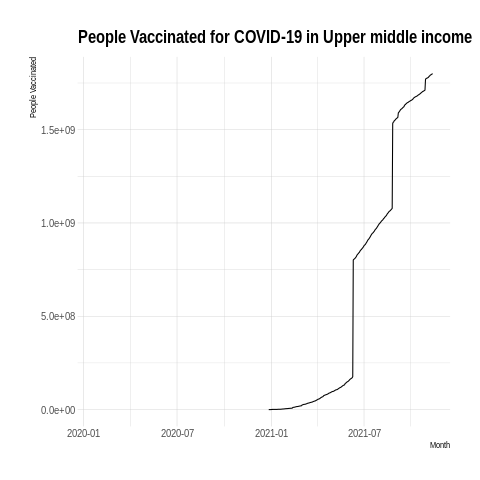 People Vaccinated for COVID-19 in Upper middle income
People Vaccinated
1.5e+09
1.0e+09
5.0e+08
0.0e+00
2020-01 2020-07 2021-01 2021-07
Month